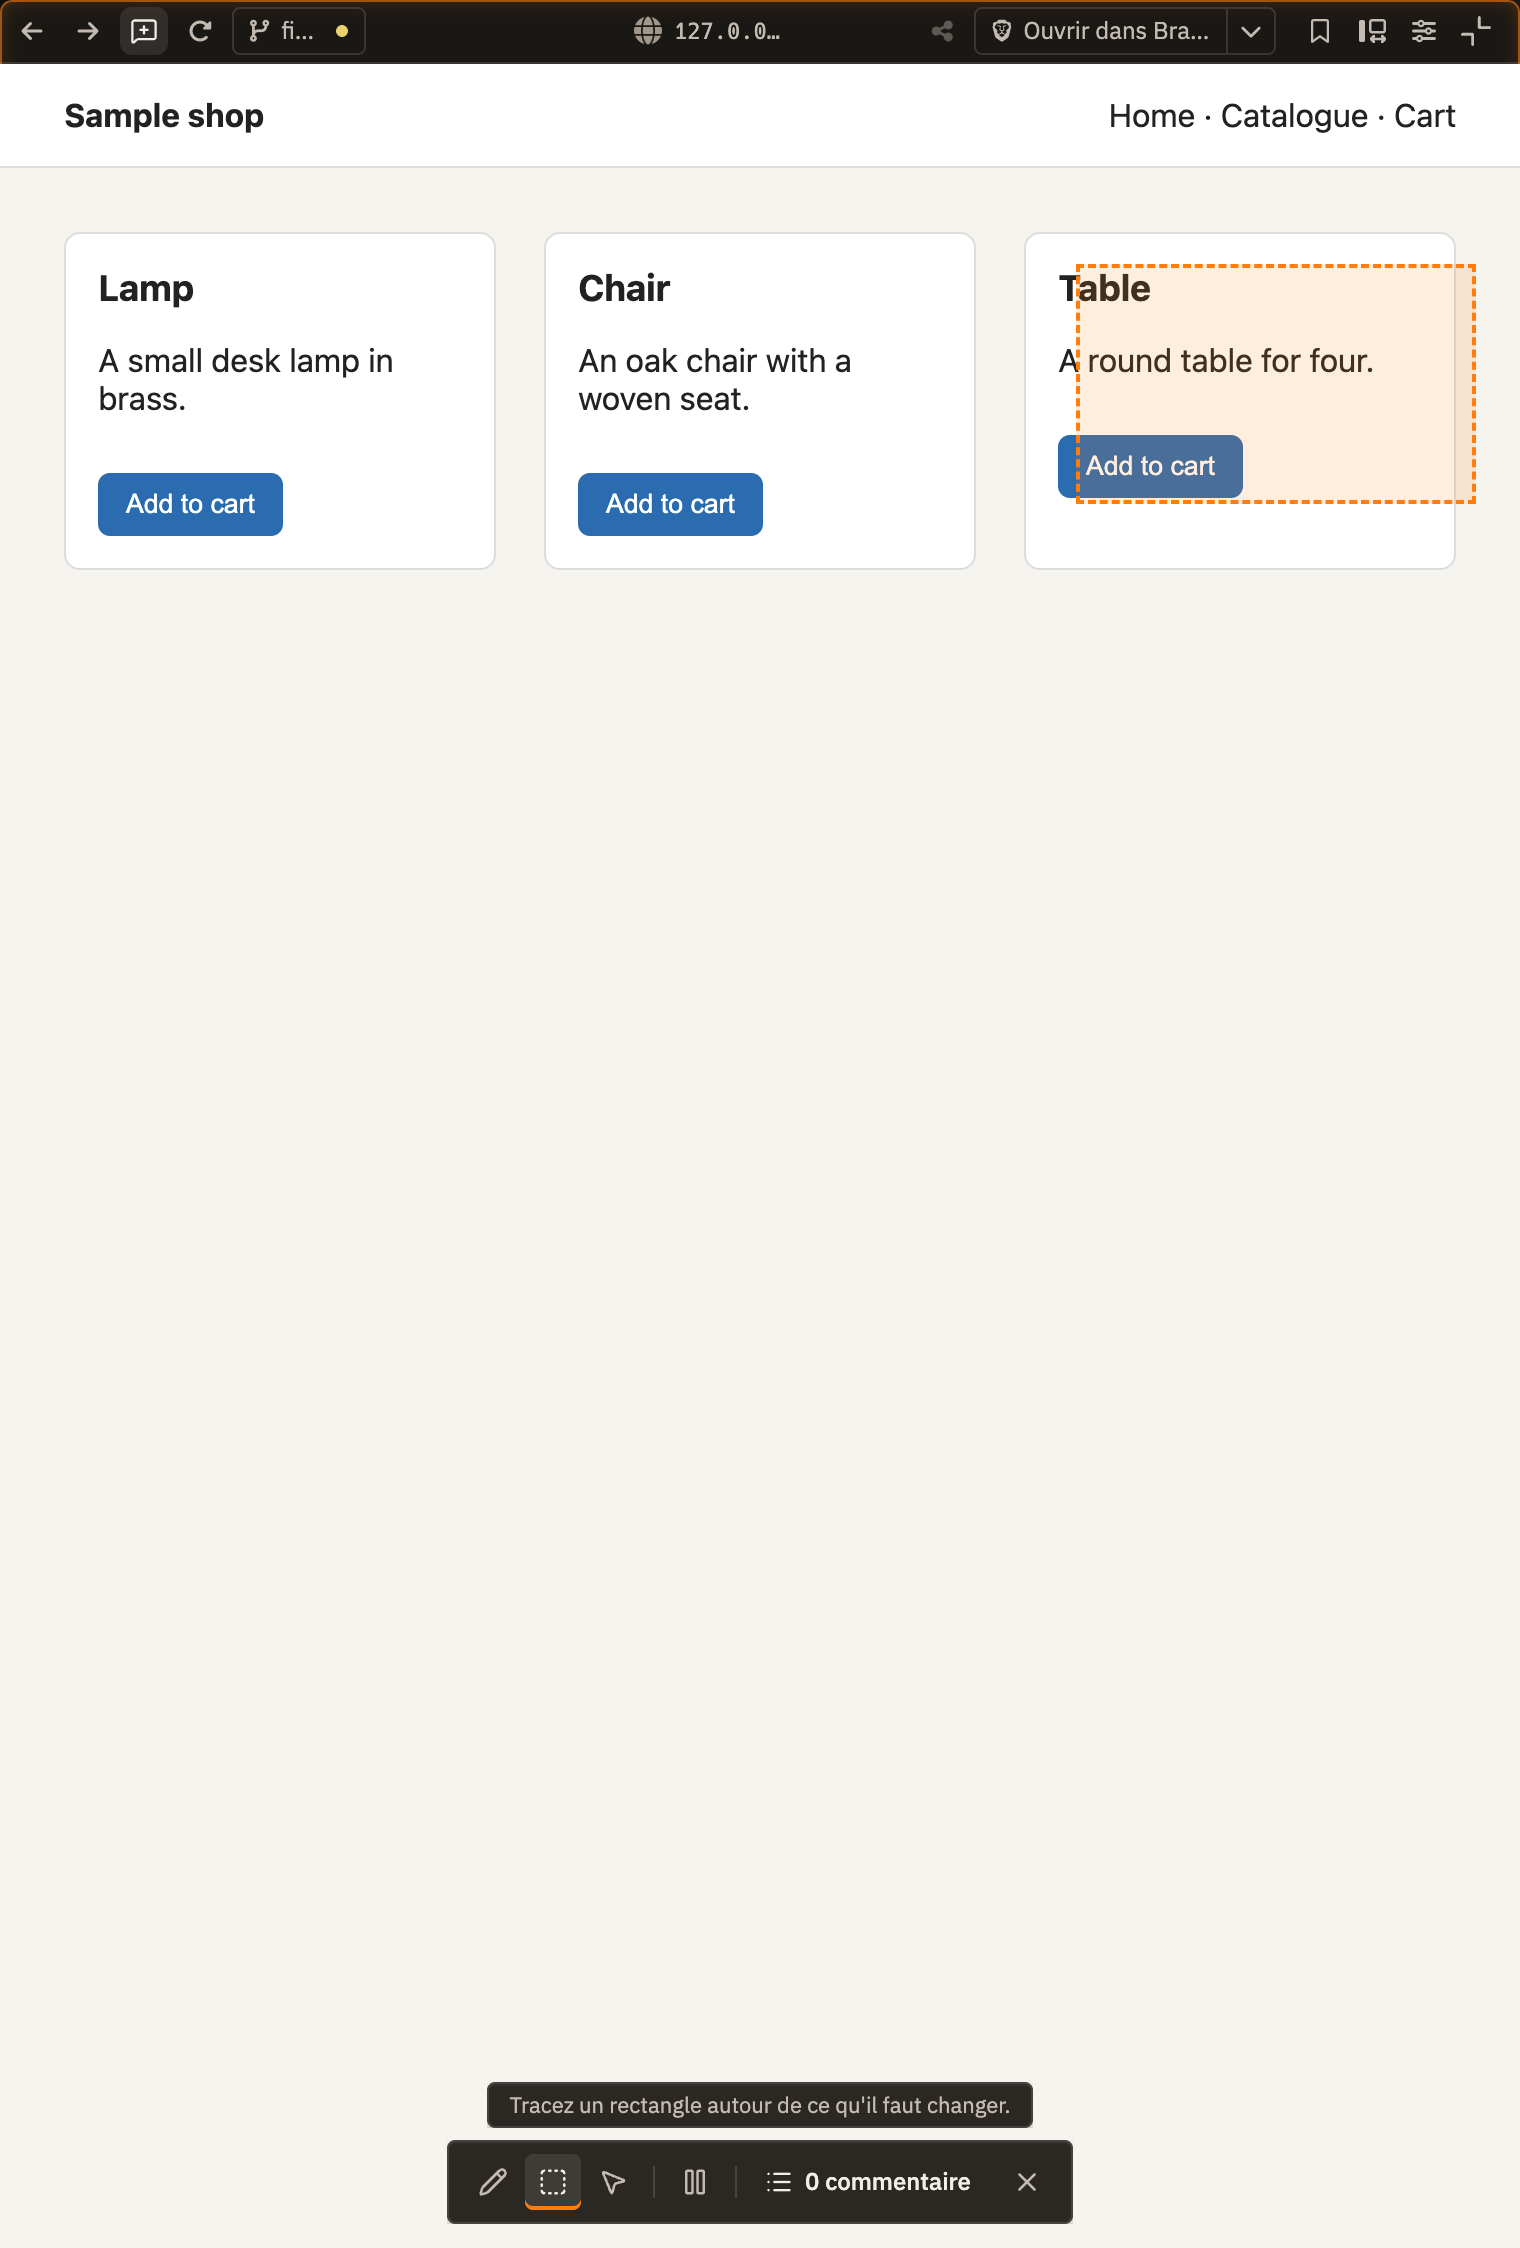 fi...
127.0.0...
Ouvrir dans Bra...
Sample shop
Home · Catalogue · Cart
Lamp
A small desk lamp in
brass.
Add to cart
Chair
An oak chair with a
woven seat.
Add to cart
Table
A round table for four.
Add to cart
Tracez un rectangle autour de ce qu'il faut changer.
0 commentaire